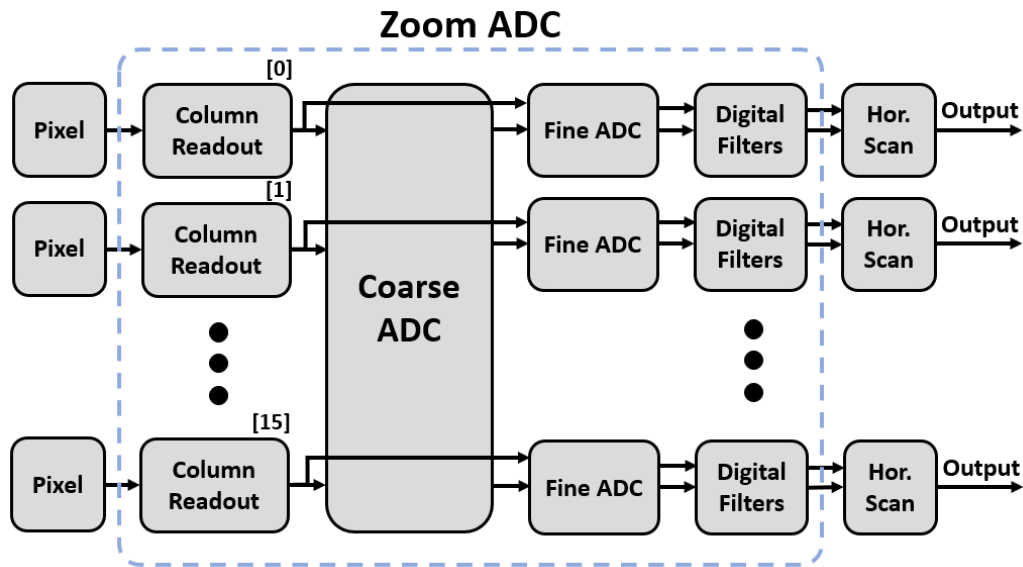 Zoom ADC
[0]
Pixel
Column
Readout
Fine ADC
Digital
Filters
Hor.
Scan
Output
[1]
Pixel
Column
Readout
Coarse
ADC
Fine ADC
Digital
Filters
Hor.
Scan
Output
[15]
Pixel
Column
Readout
Fine ADC
Digital
Filters
Hor.
Scan
Output